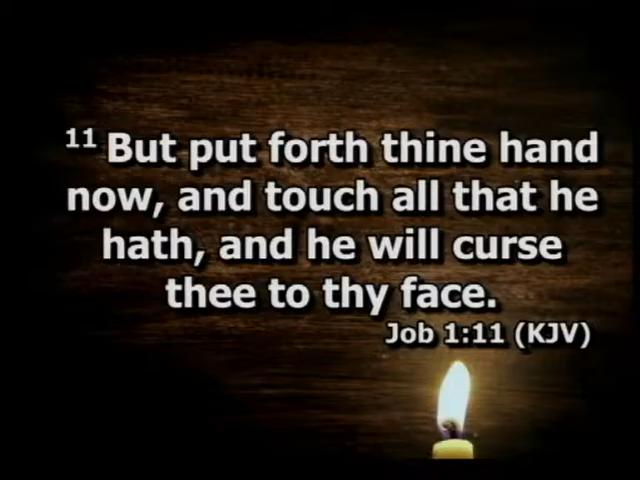 11 But put forth thine hand
now, and touch all that he
hath, and he will curse
thee to thy face.
Job 1:11 (KJV)